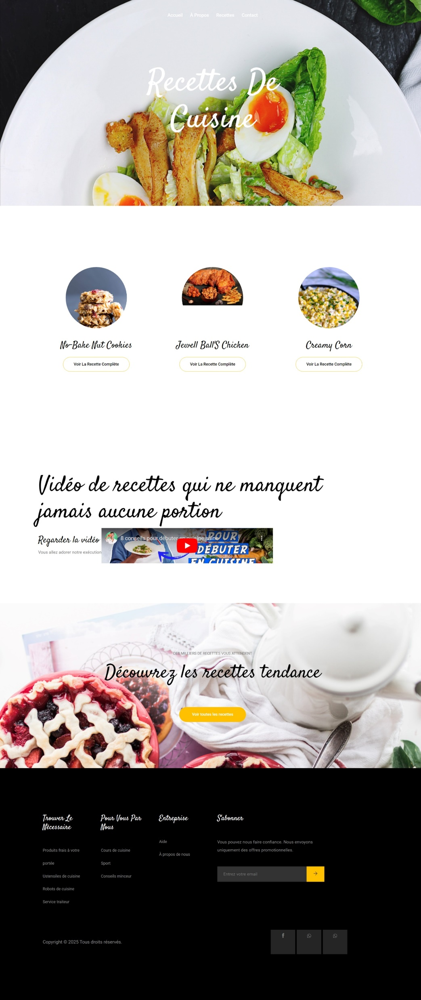 Accueil À Propos Recettes Contact
Recettes De
Cuisine
No-Bake Nut Cookies
Jewell Ball'S Chicken
Creamy Corn
Voir La Recette Complète
Voir La Recette Complète
Voir La Recette Complète
Vidéo de recettes qui ne manquent
jamais aucune portion
Regarder la vidéo
Vous allez adorer notre exécution
8 conseils pour débuter en cuisine saine
POUR
DÉBUTER
EN CUISINE
DES MILLIERS DE RECETTES VOUS ATTENDENT
Découvrez les recettes tendance
Voir toutes les recettes
Trouver Le
Nécessaire
Produits frais à votre
portée
Ustensiles de cuisine
Robots de cuisine
Service traiteur
Pour Vous Par
Nous
Cours de cuisine
Sport
Conseils minceur
Entreprise
Aide
À propos de nous
S'abonner
Vous pouvez nous faire confiance. Nous envoyons
uniquement des offres promotionnelles.
Entrez votre email
Copyright © 2025 Tous droits réservés.